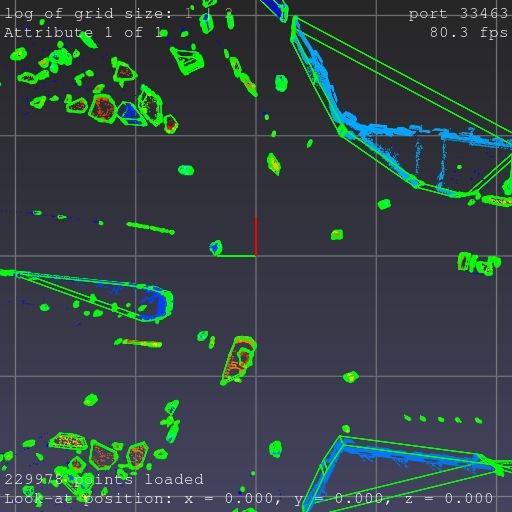 log of grid size: 1
port 33463
Attribute 1 of 1
80.3 fps
229978 points loaded
Look-at position: x = 0.000, y = 0.000, z = 0.000